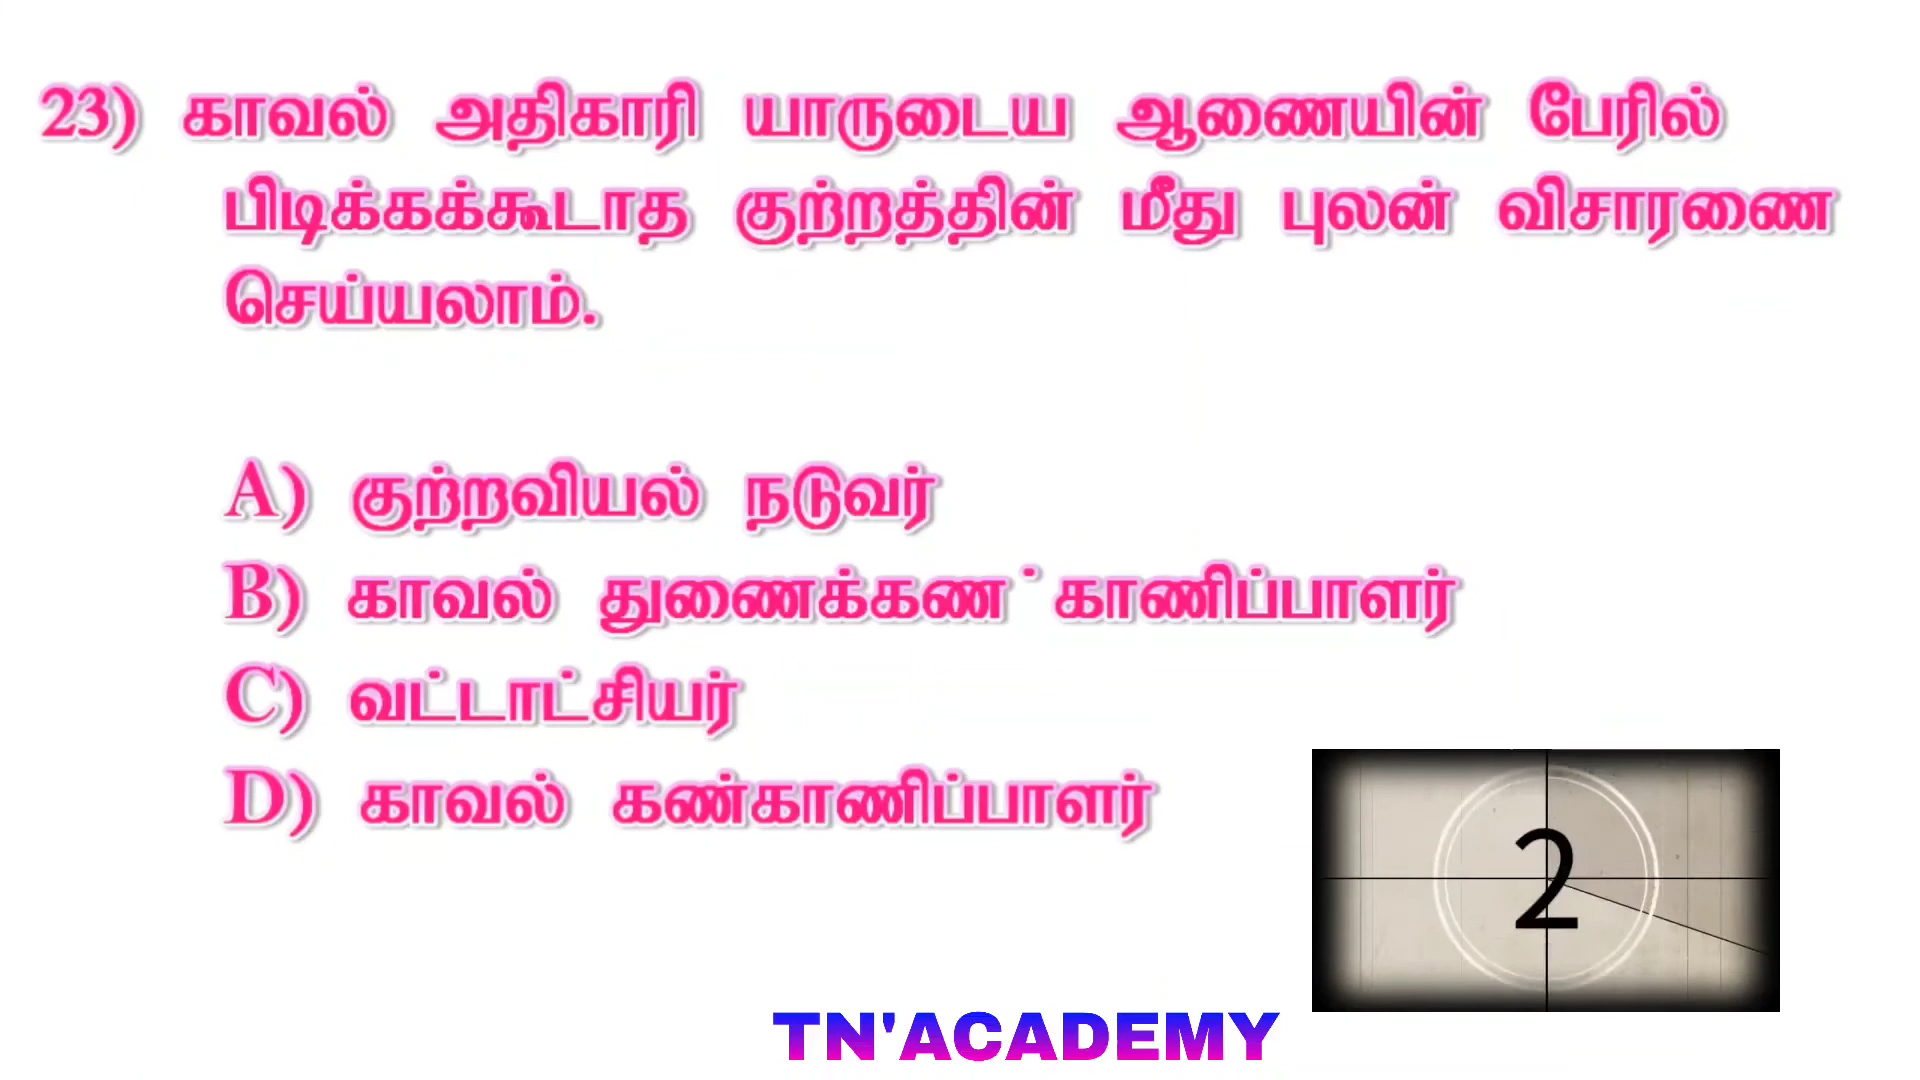 23) காவல் அதிகாரி யாருடைய ஆணையின் பேரில்
பிடிக்கக்கூடாத குற்றத்தின் மீது புலன் விசாரணை
செய்யலாம்.
A) குற்றவியல் நடுவர்
B) காவல் துணைக்கண்காணிப்பாளர்
C) வட்டாட்சியர்
D) காவல் கண்காணிப்பாளர்
2
TN'ACADEMY